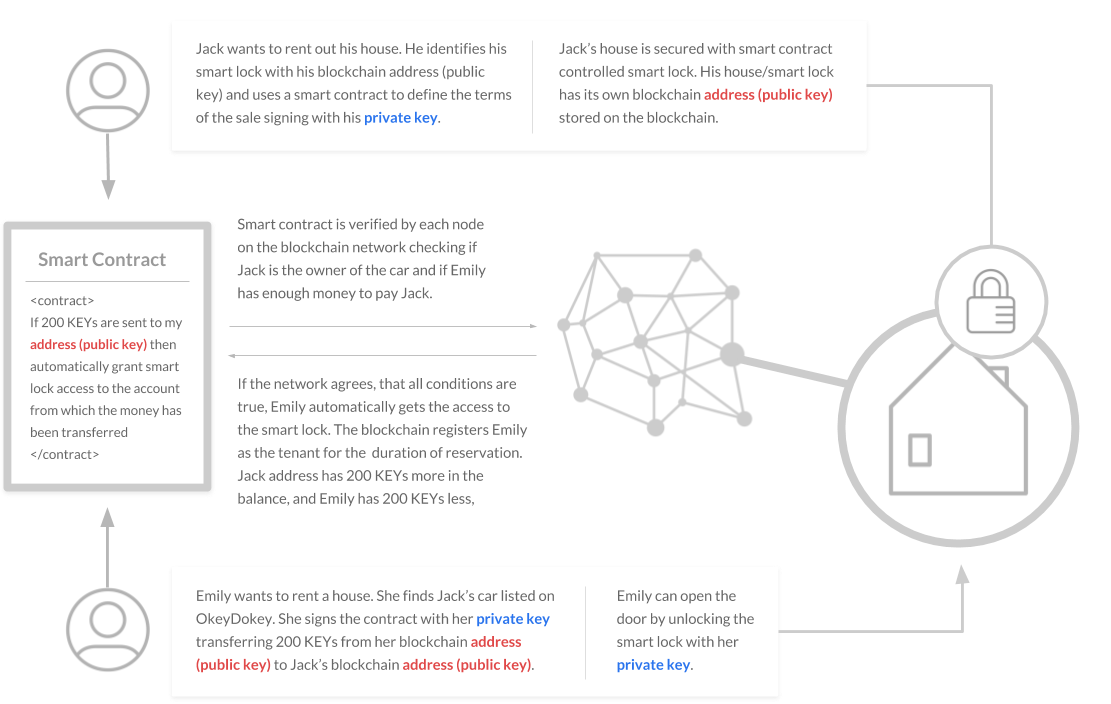 Jack wants to rent out his house. He identifies his
smart lock with his blockchain address (public
key) and uses a smart contract to define the terms
of the sale signing with his private key.
Jack’s house is secured with smart contract
controlled smart lock. His house/smart lock
has its own blockchain address (public key)
stored on the blockchain.
Smart Contract
<contract>
If 200 KEYs are sent to my
address (public key) then
automatically grant smart
lock access to the account
from which the money has
been transferred
</contract>
Smart contract is verified by each node
on the blockchain network checking if
Jack is the owner of the car and if Emily
has enough money to pay Jack.
If the network agrees, that all conditions are
true, Emily automatically gets the access to
the smart lock. The blockchain registers Emily
as the tenant for the duration of reservation.
Jack address has 200 KEYs more in the
balance, and Emily has 200 KEYs less,
Emily wants to rent a house. She finds Jack’s car listed on
OkeyDokey. She signs the contract with her private key
transferring 200 KEYs from her blockchain address
(public key) to Jack’s blockchain address (public key).
Emily can open the
door by unlocking the
smart lock with her
private key.